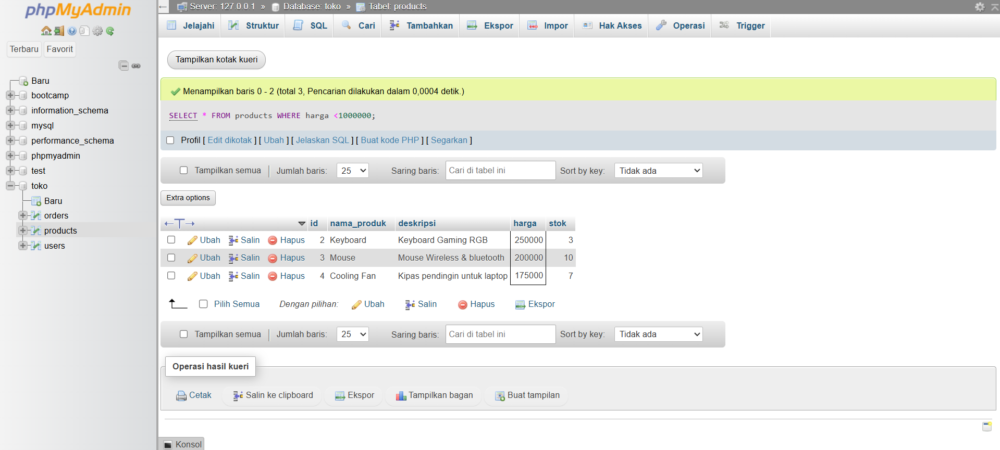 phpMyAdmin
Terbaru Favorit
Baru
bootcamp
information_schema
mysql
performance_schema
phpmyadmin
test
toko
Baru
orders
products
users
Server: 127.0.0.1 » Database: toko » Tabel: products
Jelajahi Struktur SQL Cari Tambahkan Ekspor Impor Hak Akses Operasi Trigger
Tampilkan kotak kueri
Menampilkan baris 0 - 2 (total 3, Pencarian dilakukan dalam 0,0004 detik.)
SELECT * FROM products WHERE harga <1000000;
Profil [ Edit dikotak ] [ Ubah ] [ Jelaskan SQL ] [ Buat kode PHP ] [ Segarkan ]
Tampilkan semua Jumlah baris: 25 Saring baris: Cari di tabel ini Sort by key: Tidak ada
Extra options
id nama_produk deskripsi harga stok
Ubah Salin Hapus 2 Keyboard Keyboard Gaming RGB 250000 3
Ubah Salin Hapus 3 Mouse Mouse Wireless & bluetooth 200000 10
Ubah Salin Hapus 4 Cooling Fan Kipas pendingin untuk laptop 175000 7
Pilih Semua Dengan pilihan: Ubah Salin Hapus Ekspor
Tampilkan semua Jumlah baris: 25 Saring baris: Cari di tabel ini Sort by key: Tidak ada
Operasi hasil kueri
Cetak Salin ke clipboard Ekspor Tampilkan bagan Buat tampilan
Konsol